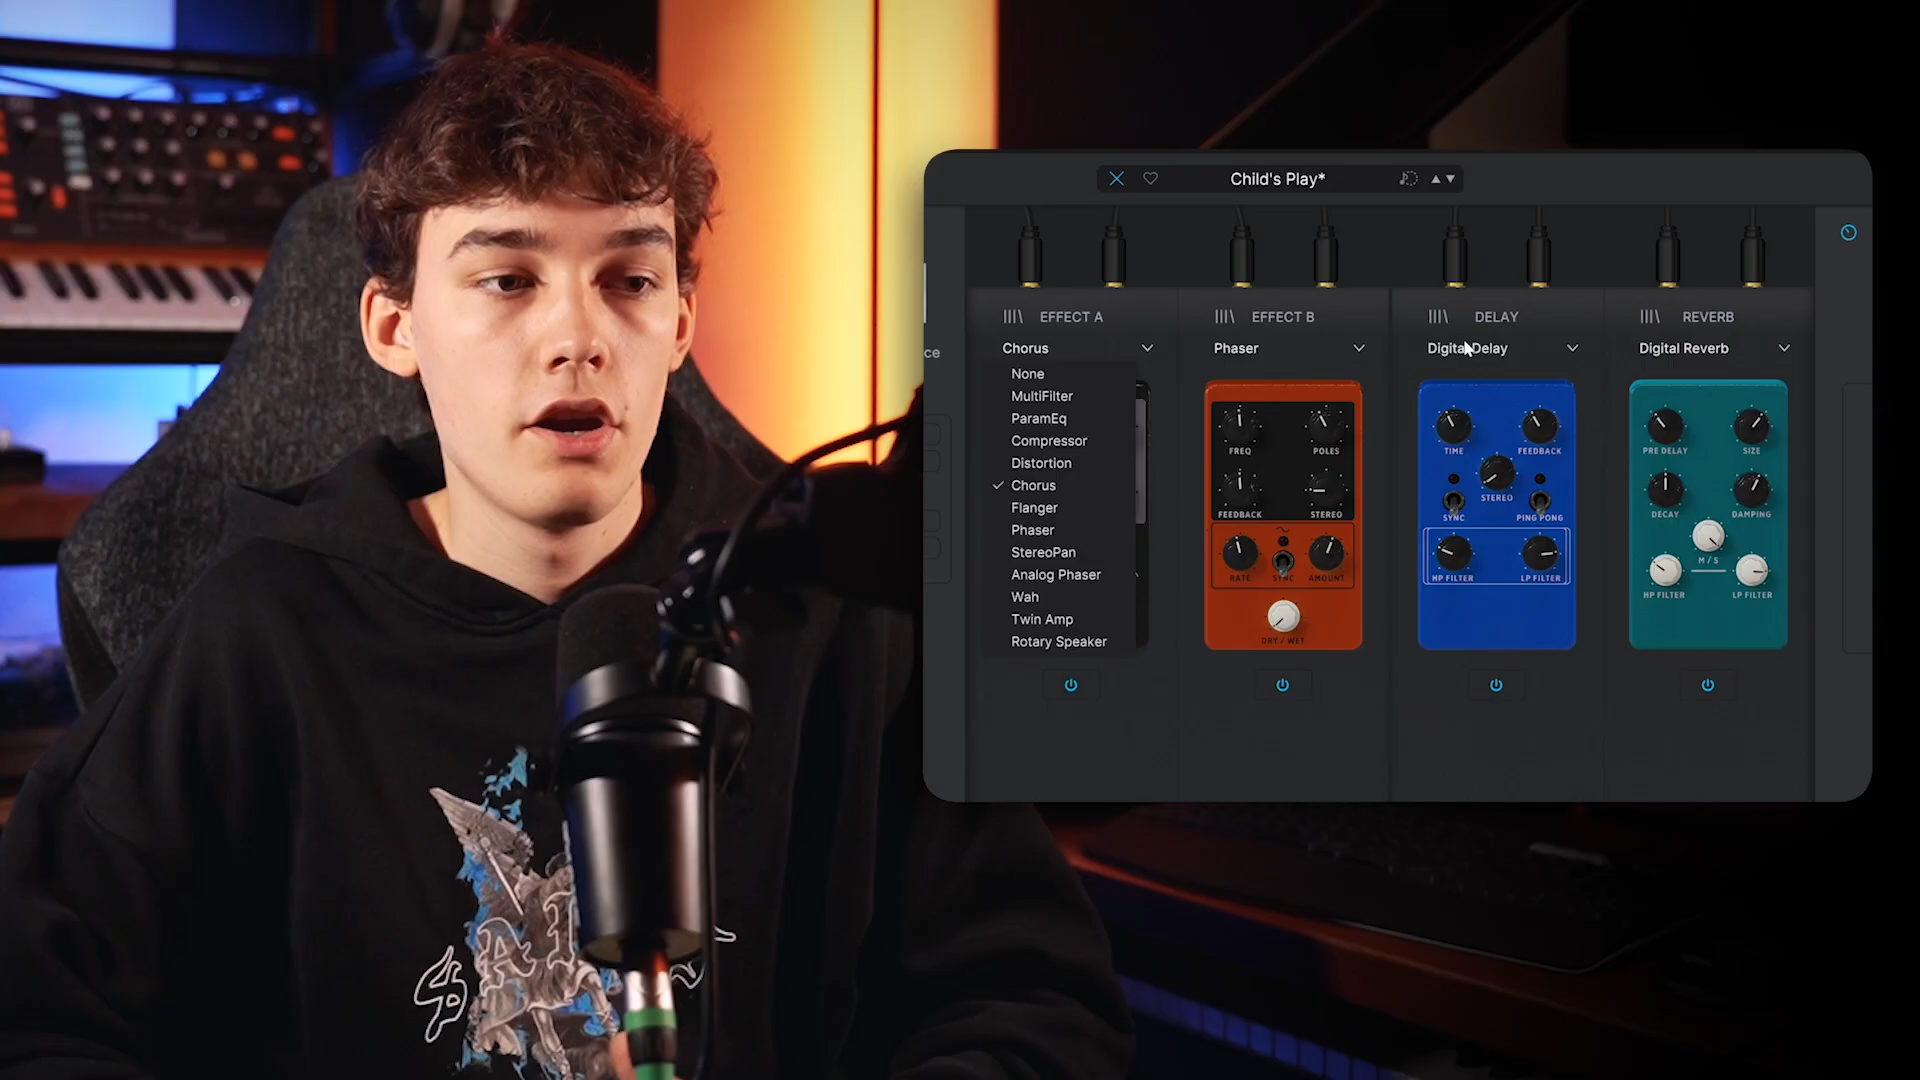 Child's Play*
EFFECT A
EFFECT B
DELAY
REVERB
ce
Chorus
Phaser
Digital Delay
Digital Reverb
None
MultiFilter
ParamEq
Compressor
Distortion
Chorus
Flanger
Phaser
StereoPan
Analog Phaser
Wah
Twin Amp
Rotary Speaker
FREQ
POLES
FEEDBACK
STEREO
RATE
SYNC
AMOUNT
DRY / WET
TIME
FEEDBACK
STEREO
SYNC
PING PONG
HP FILTER
LP FILTER
PRE DELAY
SIZE
DECAY
DAMPING
M / S
HP FILTER
LP FILTER